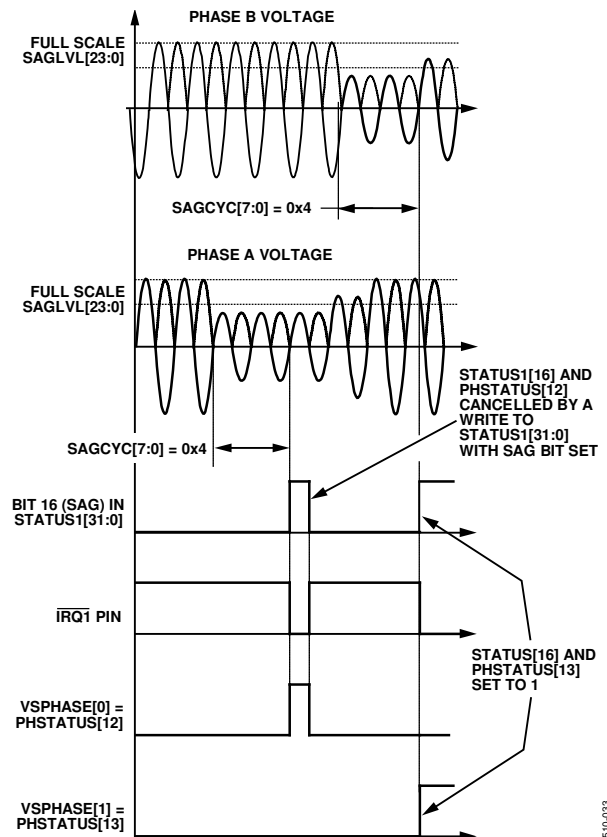 PHASE B VOLTAGE
FULL SCALE
SAGLVL[23:0]
SAGCYC[7:0] = 0x4
PHASE A VOLTAGE
FULL SCALE
SAGLVL[23:0]
STATUS1[16] AND
PHSTATUS[12]
CANCELLED BY A
WRITE TO
STATUS1[31:0]
WITH SAG BIT SET
SAGCYC[7:0] = 0x4
BIT 16 (SAG) IN
STATUS1[31:0]
IRQ1 PIN
STATUS[16] AND
PHSTATUS[13]
SET TO 1
VSPHASE[0] =
PHSTATUS[12]
VSPHASE[1] =
PHSTATUS[13]